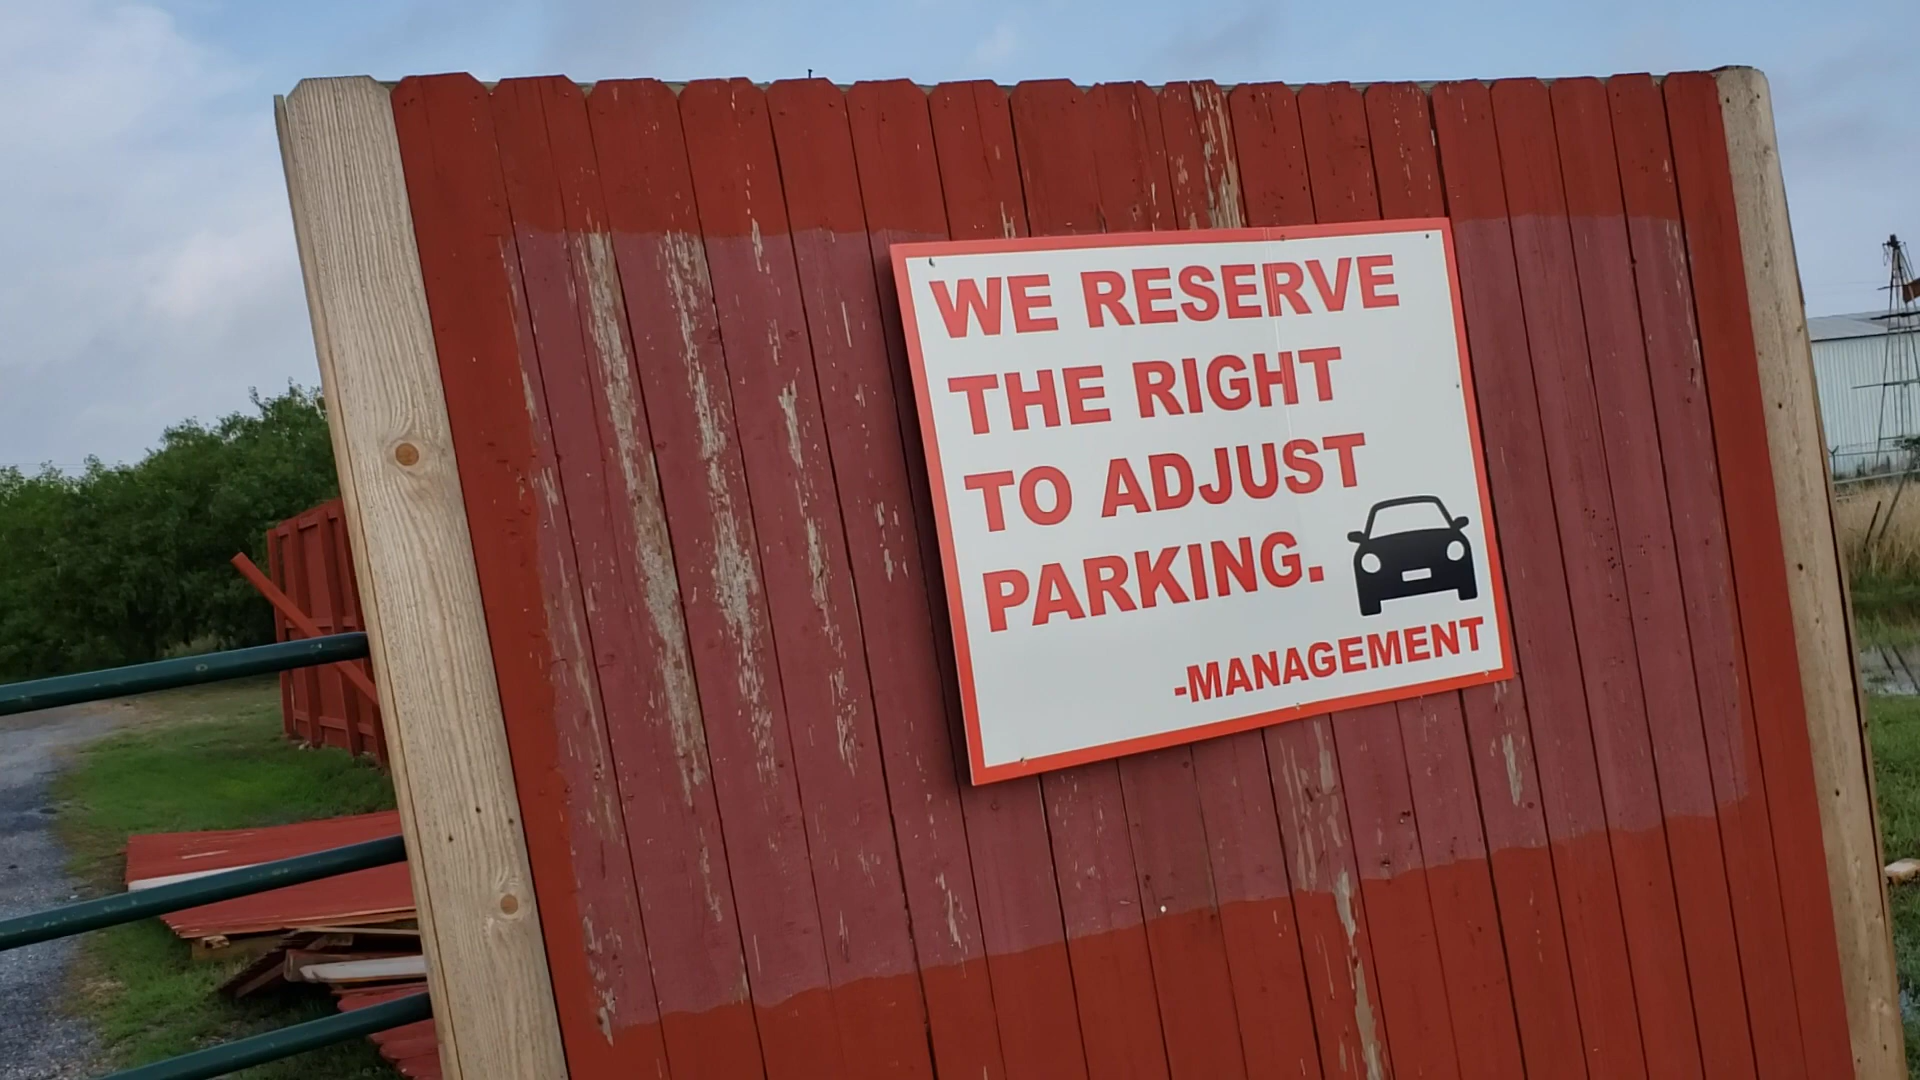 WE RESERVE
THE RIGHT
TO ADJUST
PARKING.
-MANAGEMENT